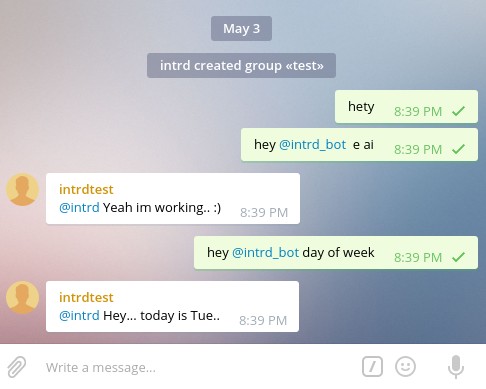 May 3
intrd created group «test»
hety 8:39 PM
hey @intrd_bot e ai 8:39 PM
intrdtest
@intrd Yeah im working.. :) 8:39 PM
hey @intrd_bot day of week 8:39 PM
intrdtest
@intrd Hey... today is Tue.. 8:39 PM
Write a message...